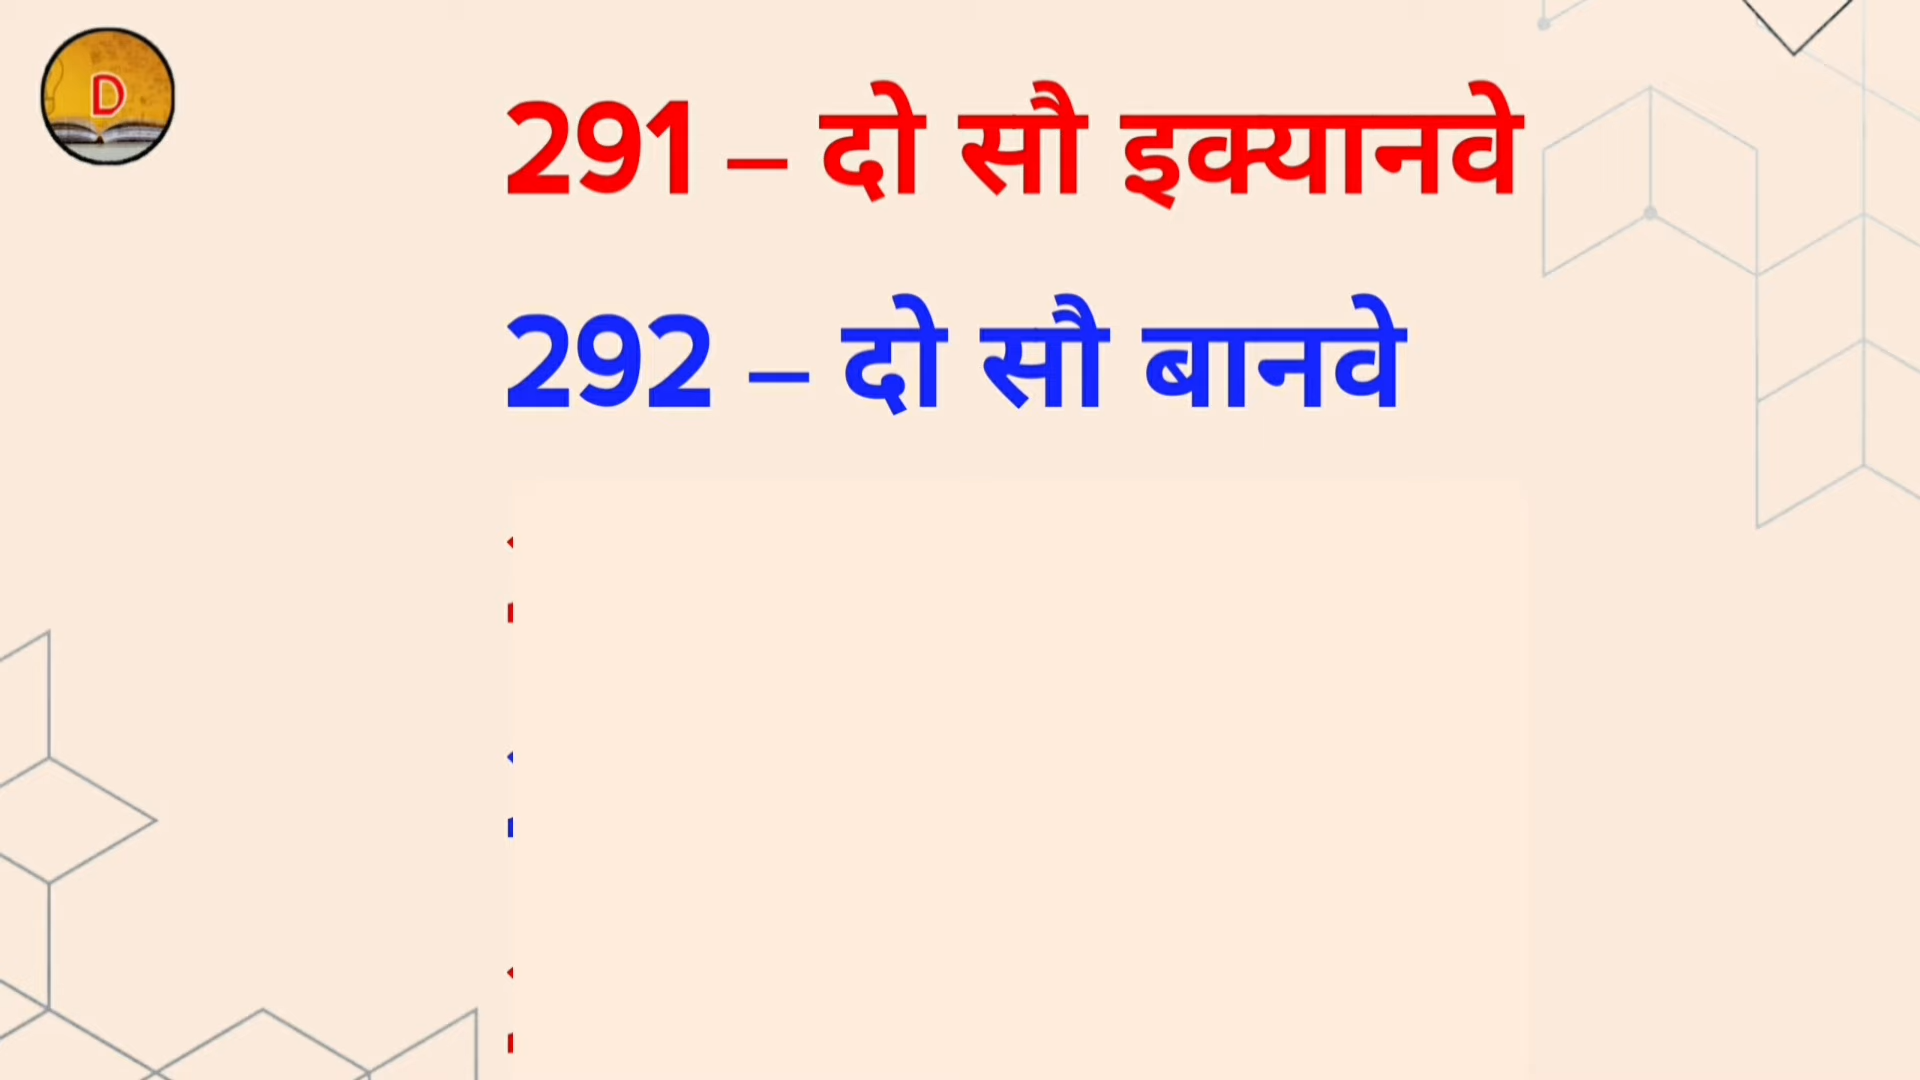 D
291 – दो सौ इक्यानवे
292 – दो सौ बानवे